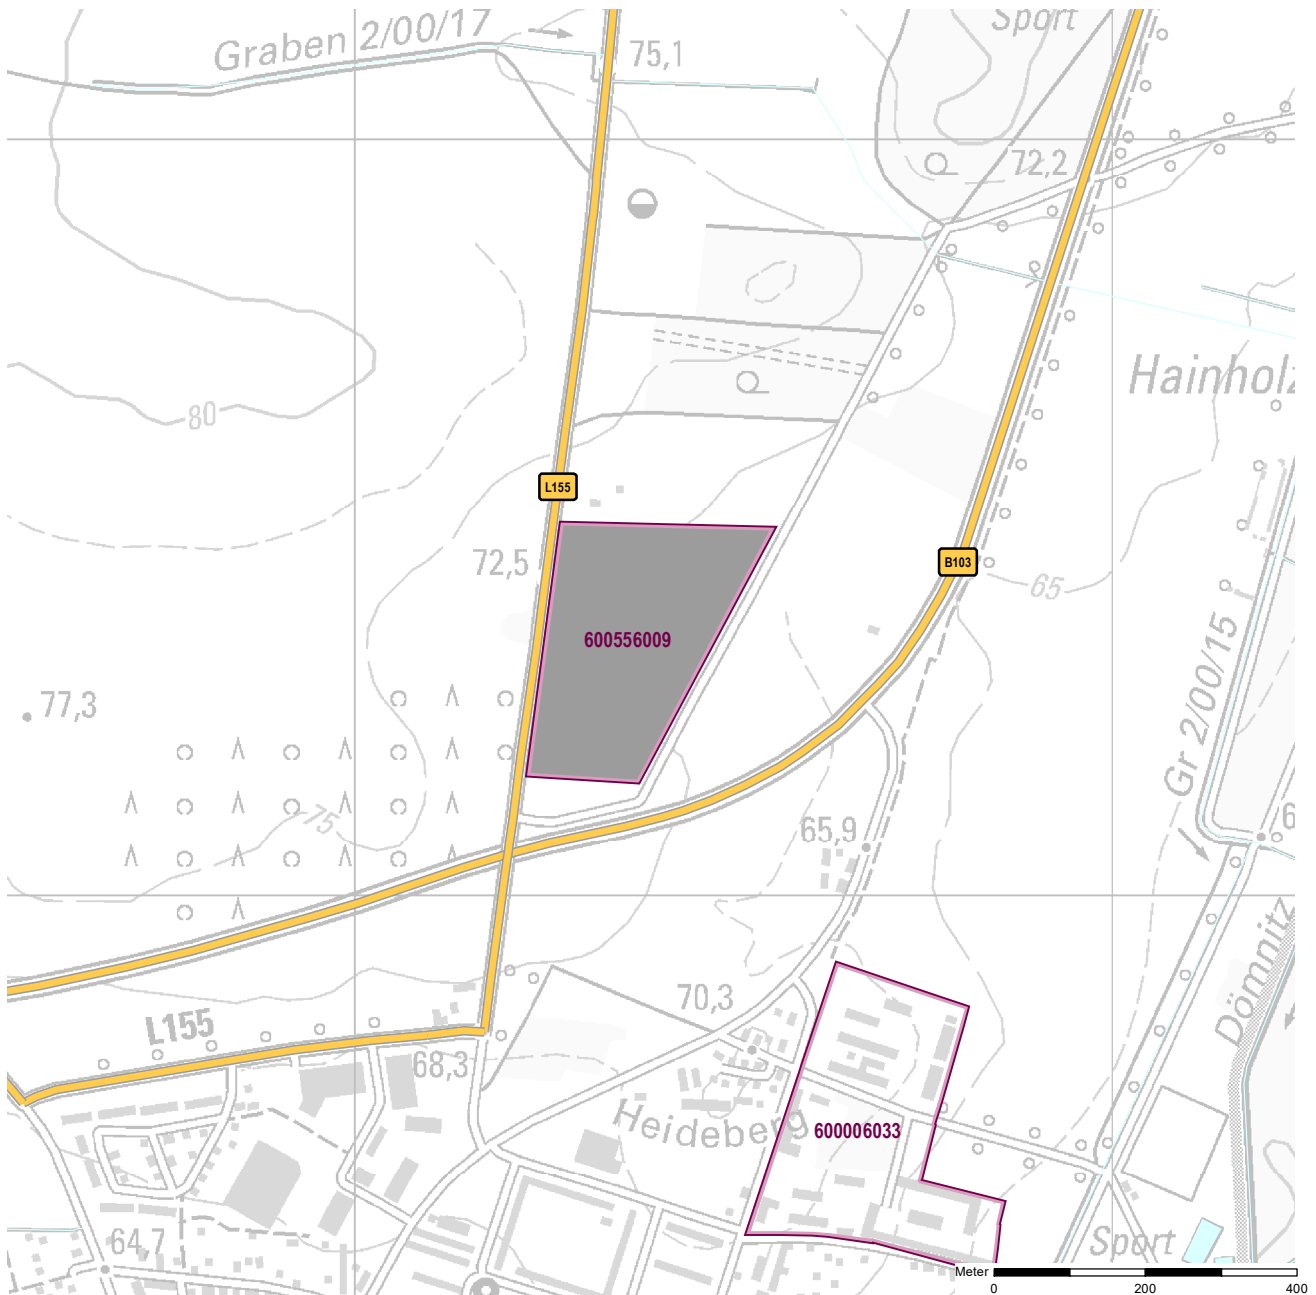 Sport
Graben 2/00/17
75,1
72,2
Hainholz
80
L155
72,5
B103
65
600556009
Gr 2/00/15
77,3
75
65,9
6
Dömnitz
70,3
L155
68,3
Heideberg
600006033
64,7
Sport
Meter
0 200 400